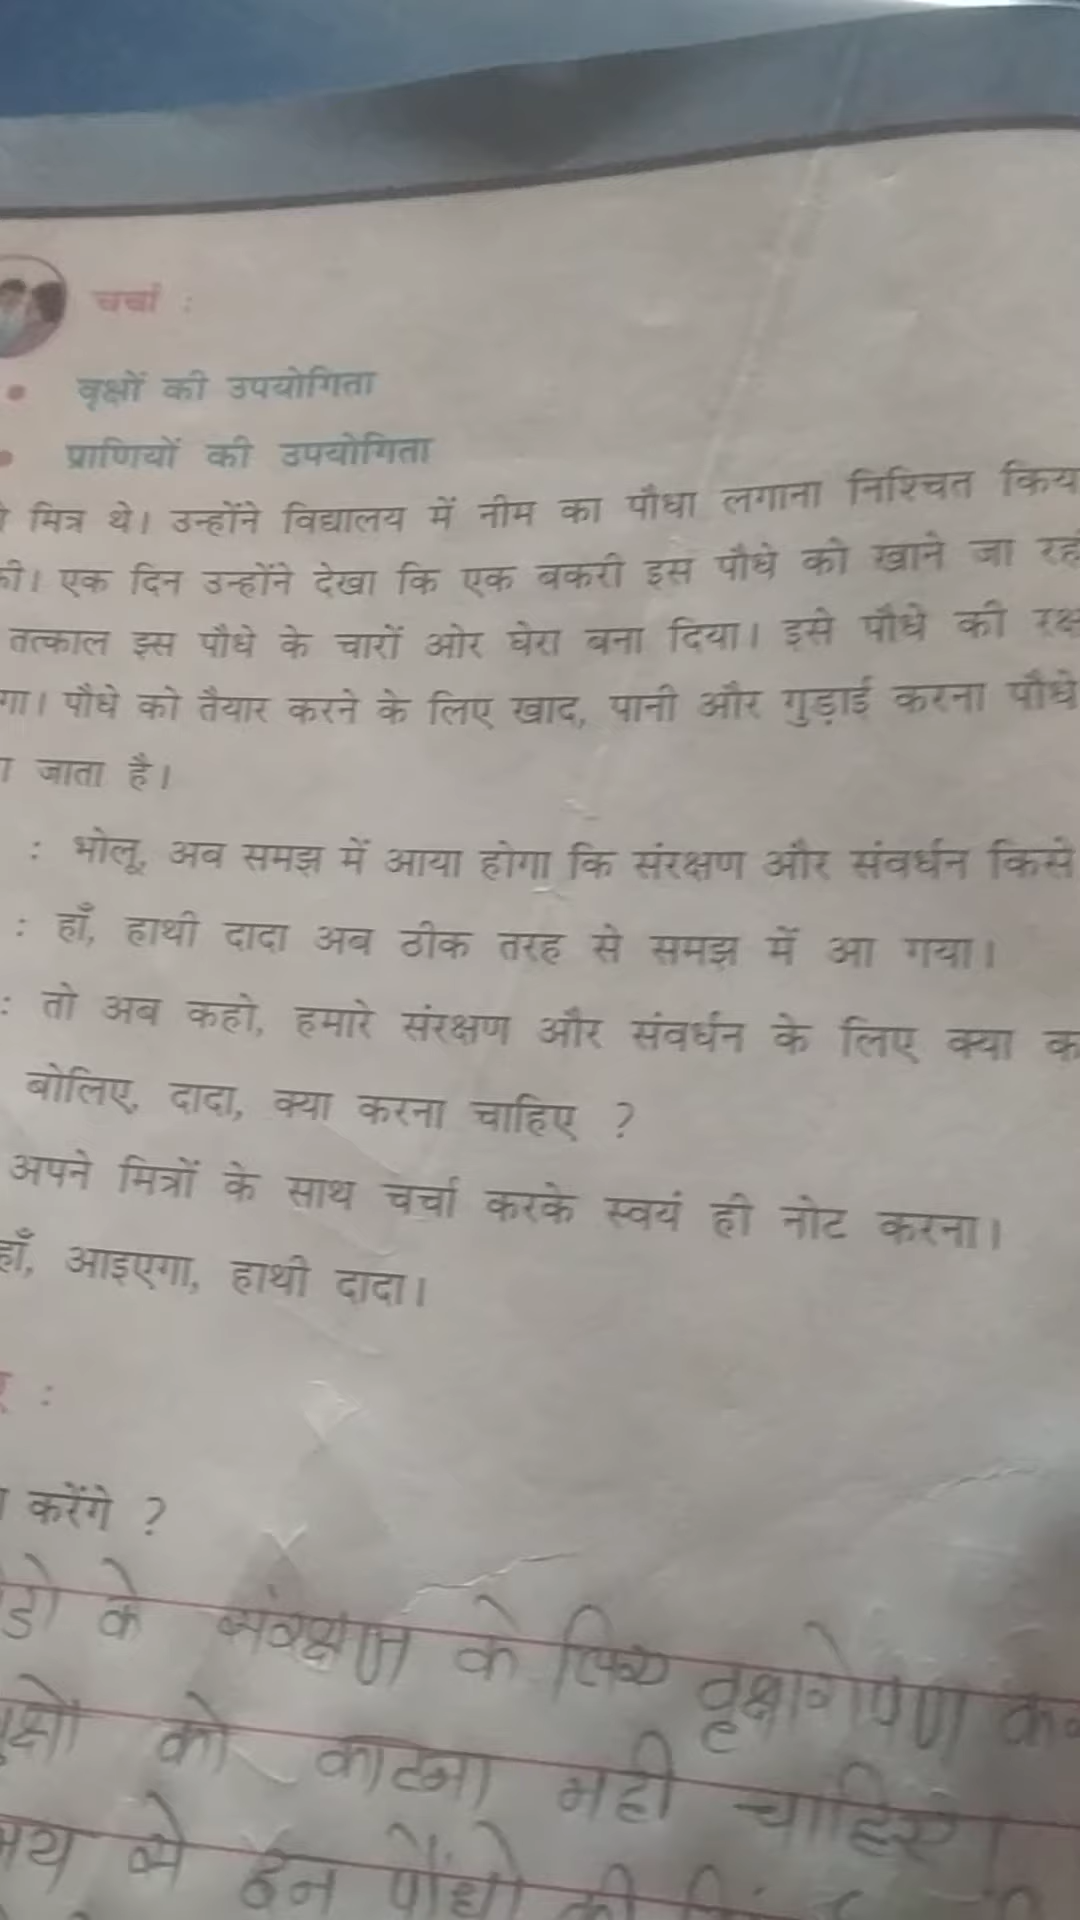 चर्चा :
वृक्षों की उपयोगिता
प्राणियों की उपयोगिता
मित्र थे। उन्होंने विद्यालय में नीम का पौधा लगाना निश्चित किय
की। एक दिन उन्होंने देखा कि एक बकरी इस पौधे को खाने जा रह
तत्काल इस पौधे के चारों ओर घेरा बना दिया। इसे पौधे की रक्ष
गा। पौधे को तैयार करने के लिए खाद, पानी और गुड़ाई करना पौधे
जाता है।
: भोलू, अब समझ में आया होगा कि संरक्षण और संवर्धन किसे
: हाँ, हाथी दादा अब ठीक तरह से समझ में आ गया।
: तो अब कहो, हमारे संरक्षण और संवर्धन के लिए क्या क
बोलिए, दादा, क्या करना चाहिए ?
अपने मित्रों के साथ चर्चा करके स्वयं ही नोट करना।
हाँ, आइएगा, हाथी दादा।
करेंगे ?
के संरक्षण के लिए वृक्षारोपण
को काटना नही चाहिए।
से इन पौंधो की